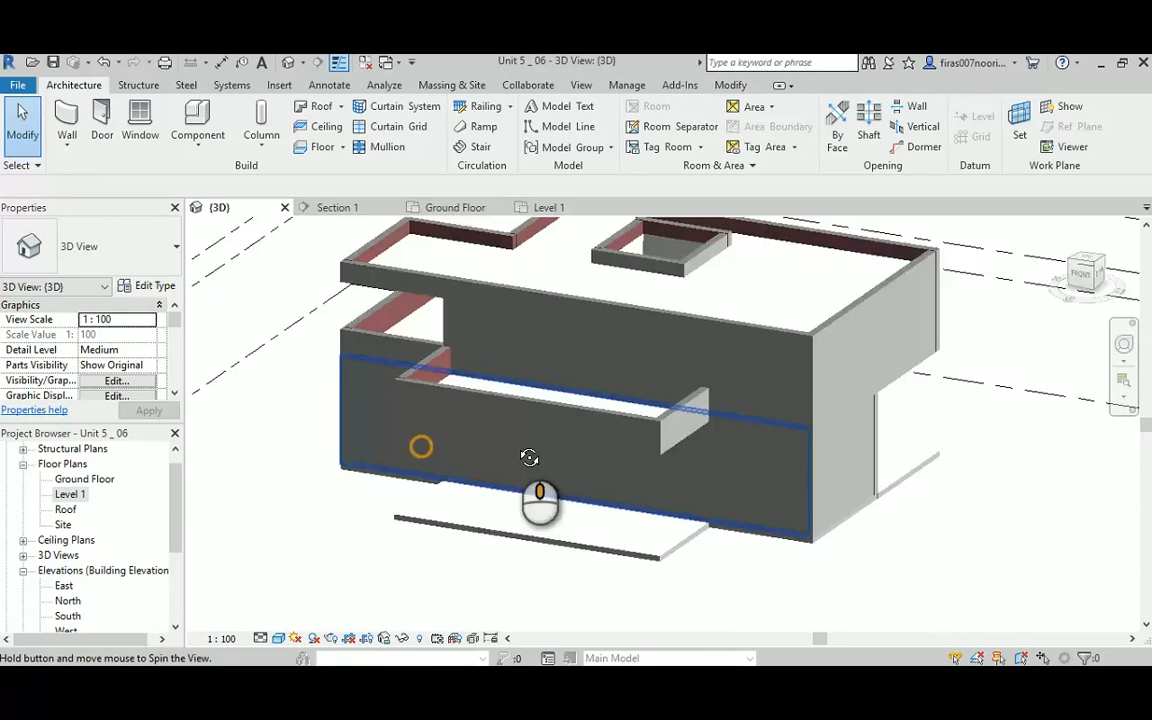 Unit 5 _ 06 - 3D View: {3D}
Type a keyword or phrase
firas007noori...
File
Architecture
Structure
Steel
Systems
Insert
Annotate
Analyze
Massing & Site
Collaborate
View
Manage
Add-Ins
Modify
Modify
Wall
Door
Window
Component
Column
Roof
Ceiling
Floor
Curtain System
Curtain Grid
Mullion
Railing
Ramp
Stair
Model Text
Model Line
Model Group
Room
Room Separator
Tag Room
Area
Area Boundary
Tag Area
By Face
Shaft
Wall
Vertical
Dormer
Level
Grid
Set
Show
Ref Plane
Viewer
Select
Build
Circulation
Model
Room & Area
Opening
Datum
Work Plane
Properties
{3D}
Section 1
Ground Floor
Level 1
3D View
3D View: {3D}
Edit Type
Graphics
View Scale
1 : 100
Scale Value 1:
100
Detail Level
Medium
Parts Visibility
Show Original
Visibility/Grap...
Edit...
Graphic Displ...
Edit...
Properties help
Apply
Project Browser - Unit 5 _ 06
Structural Plans
Floor Plans
Ground Floor
Level 1
Roof
Site
Ceiling Plans
3D Views
Elevations (Building Elevation
East
North
South
West
FRONT
1 : 100
Hold button and move mouse to Spin the View.
:0
Main Model
:0